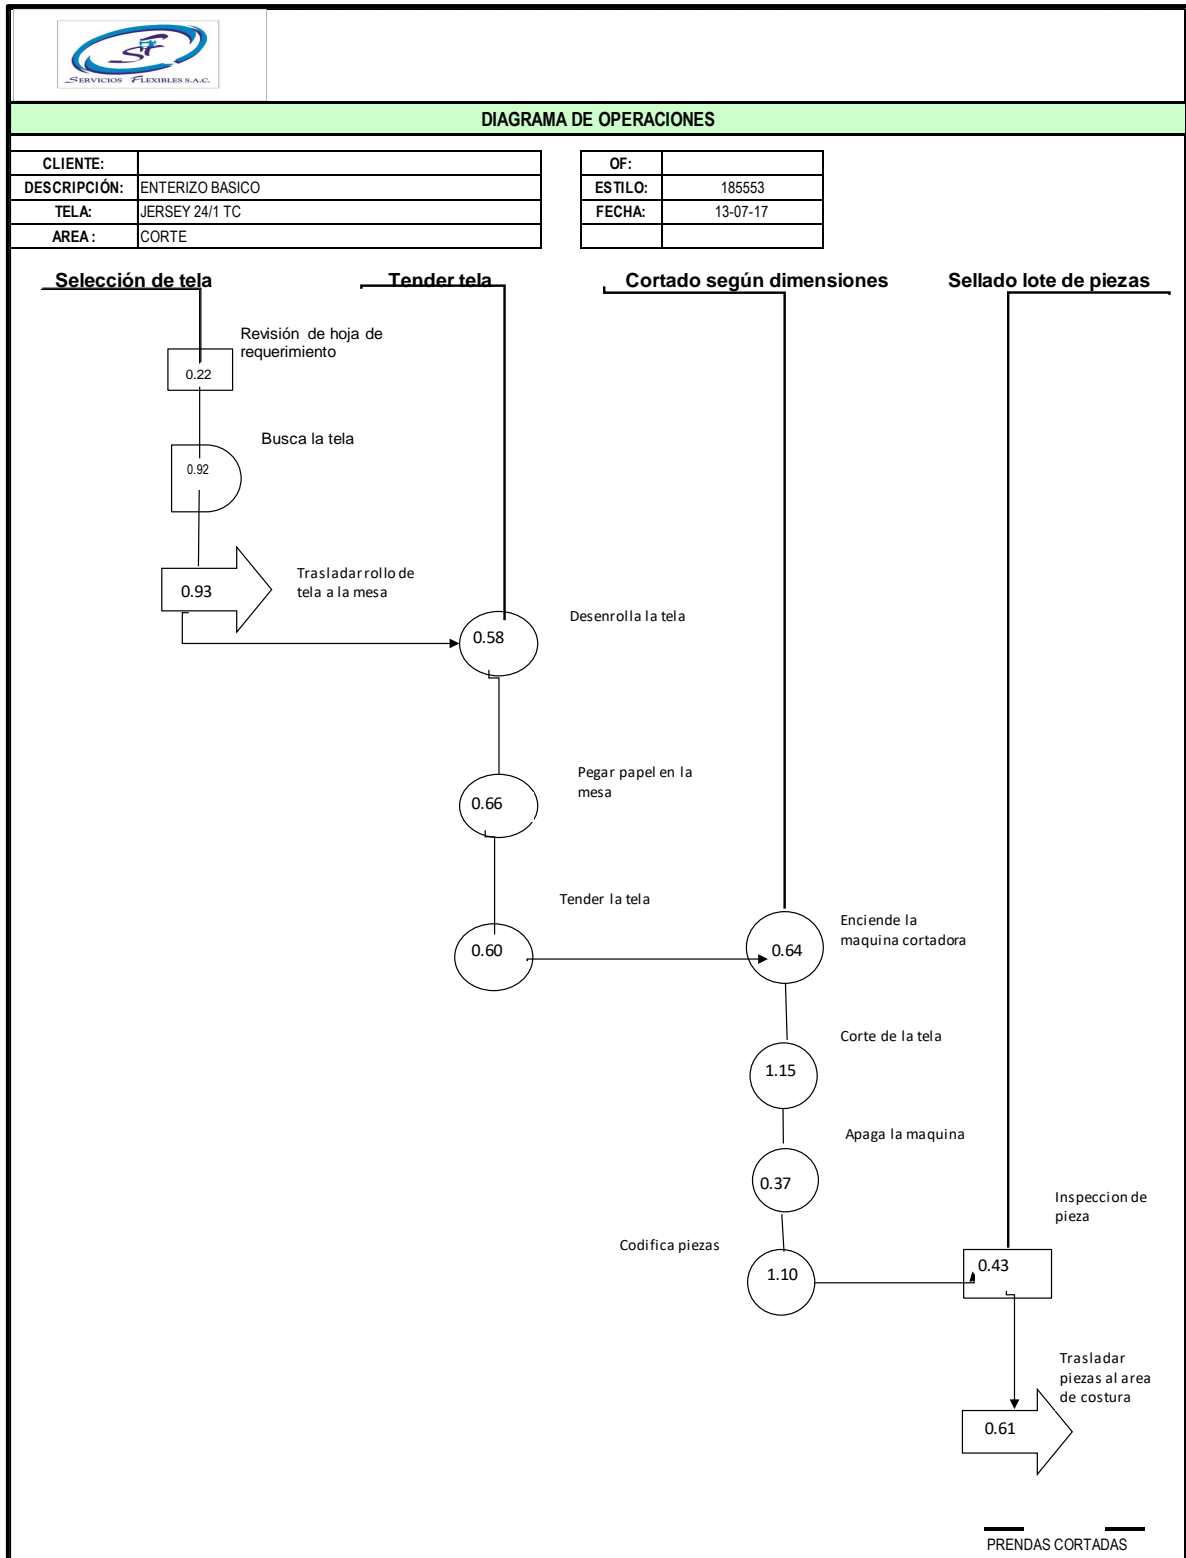 SF
SERVICIOS FLEXIBLES S.A.C.
DIAGRAMA DE OPERACIONES
CLIENTE:
DESCRIPCIÓN: ENTERIZO BASICO
TELA: JERSEY 24/1 TC
AREA : CORTE
OF:
ESTILO: 185553
FECHA: 13-07-17
Selección de tela Tender tela Cortado según dimensiones Sellado lote de piezas
Revisión de hoja de
requerimiento
0.22
Busca la tela
0.92
Trasladar rollo de
tela a la mesa
0.93
Desenrolla la tela
0.58
Pegar papel en la
mesa
0.66
Tender la tela
0.60
Enciende la
maquina cortadora
0.64
Corte de la tela
1.15
Apaga la maquina
0.37
Codifica piezas
1.10
Inspeccion de
pieza
0.43
Trasladar
piezas al area
de costura
0.61
PRENDAS CORTADAS